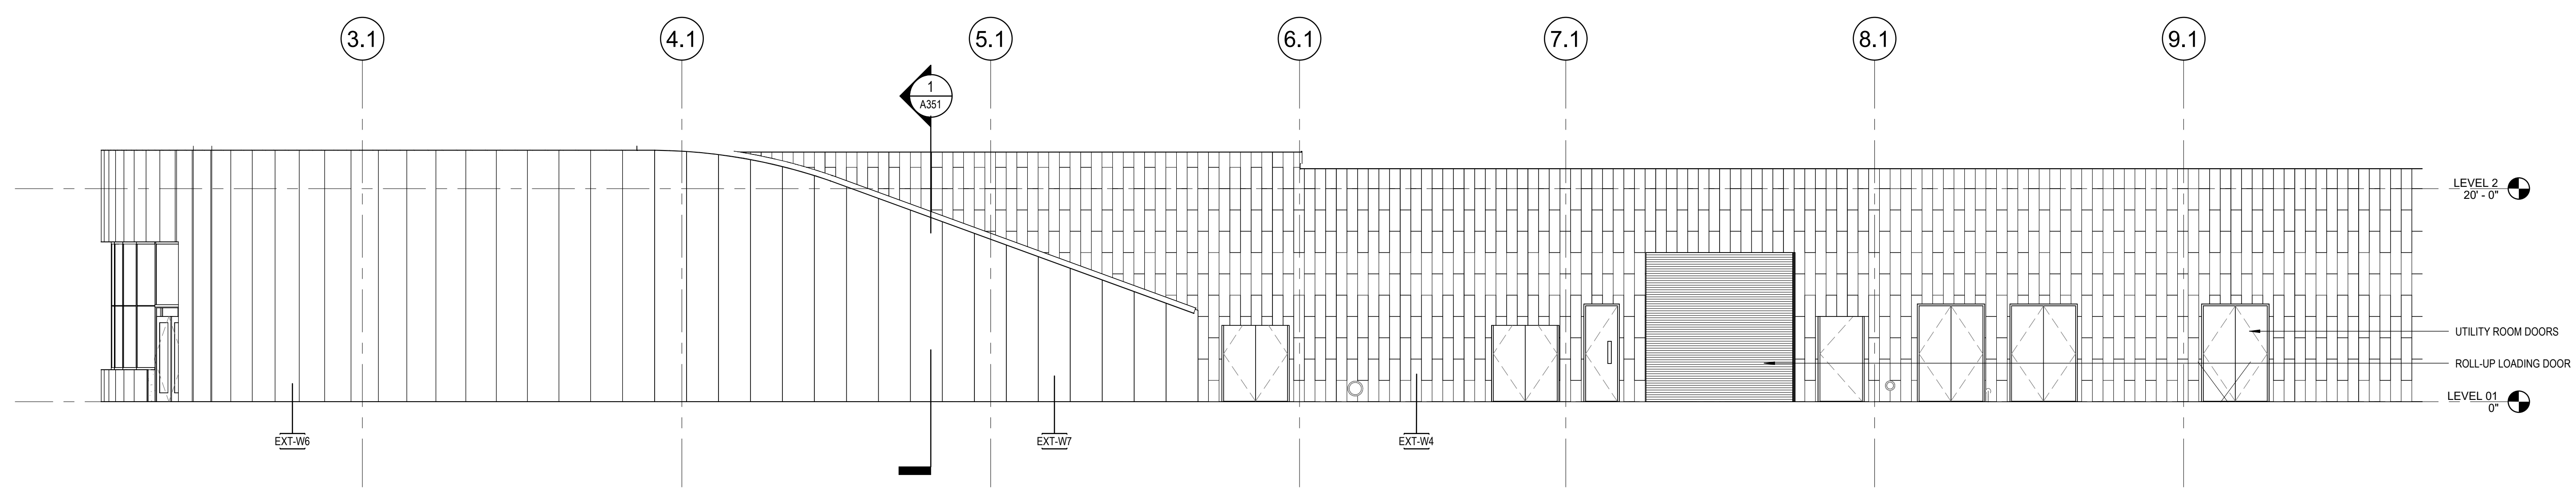 3.1
4.1
5.1
6.1
7.1
8.1
9.1
1
A351
LEVEL 2
20' - 0"
UTILITY ROOM DOORS
ROLL-UP LOADING DOOR
LEVEL 01
0"
EXT-W6
EXT-W7
EXT-W4